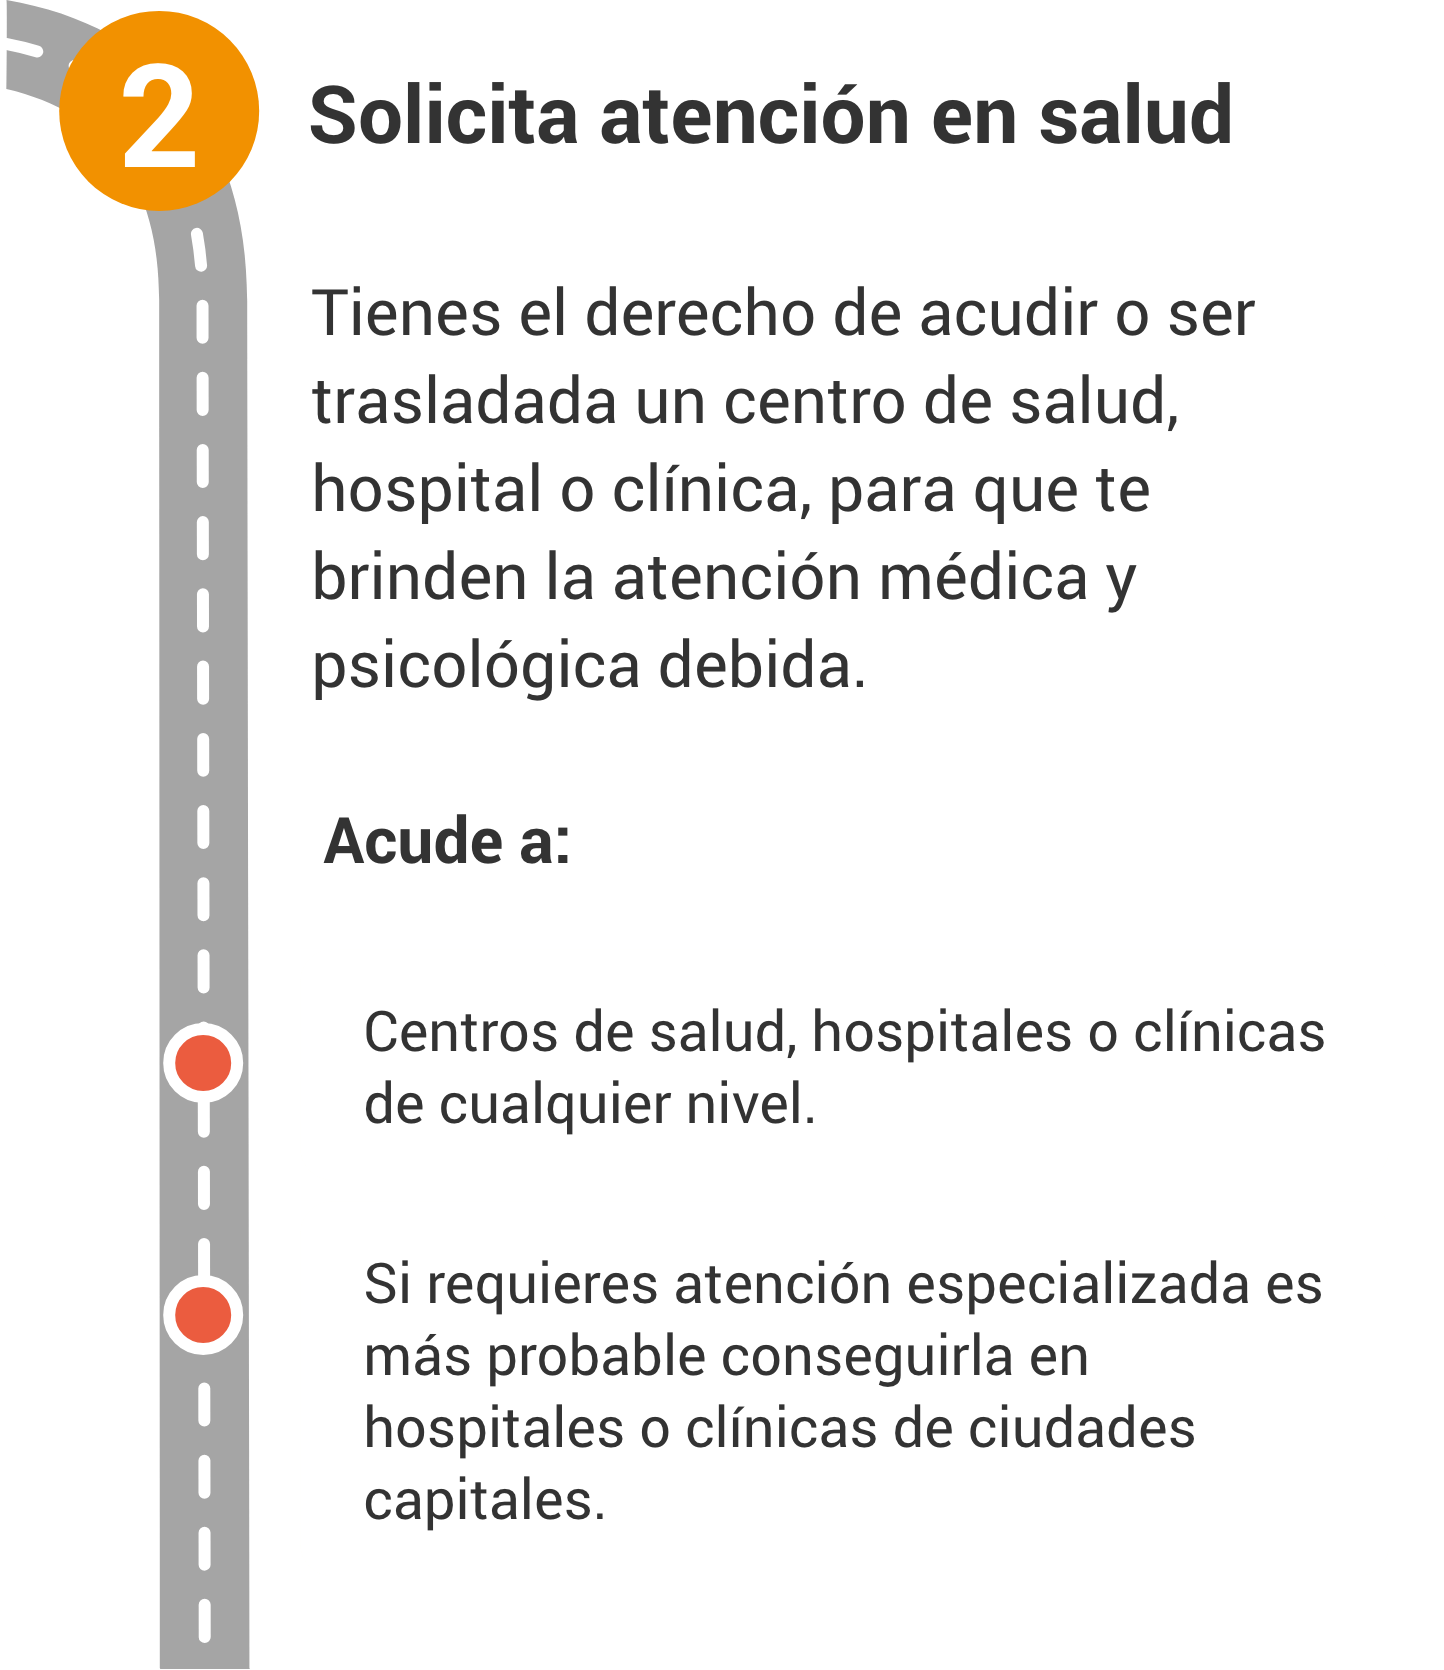 2
Solicita atención en salud
Tienes el derecho de acudir o ser
trasladada un centro de salud,
hospital o clínica, para que te
brinden la atención médica y
psicológica debida.
Acude a:
Centros de salud, hospitales o clínicas
de cualquier nivel.
Si requieres atención especializada es
más probable conseguirla en
hospitales o clínicas de ciudades
capitales.